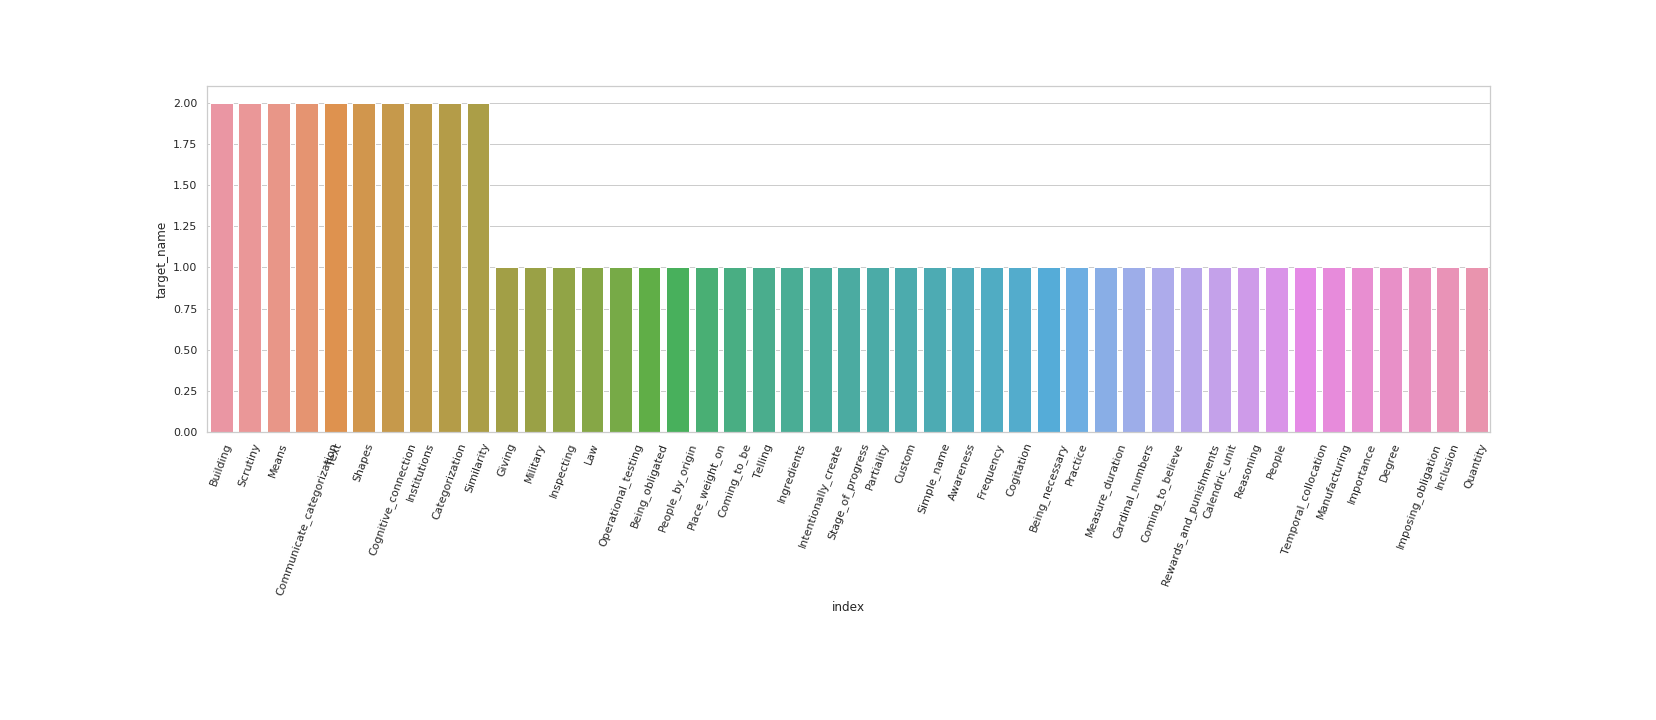 2.00
1.75
1.50
1.25
1.00
0.75
0.50
0.25
0.00
target_name
Building
Scrutiny
Means
Communicate_categorization
Text
Shapes
Cognitive_connection
Institutions
Categorization
Similarity
Giving
Military
Inspecting
Law
Operational_testing
Being_obligated
People_by_origin
Place_weight_on
Coming_to_be
Telling
Ingredients
Intentionally_create
Stage_of_progress
Partiality
Custom
Simple_name
Awareness
Frequency
Cogitation
Being_necessary
Practice
Measure_duration
Cardinal_numbers
Coming_to_believe
Rewards_and_punishments
Calendric_unit
Reasoning
People
Temporal_collocation
Manufacturing
Importance
Degree
Imposing_obligation
Inclusion
Quantity
index